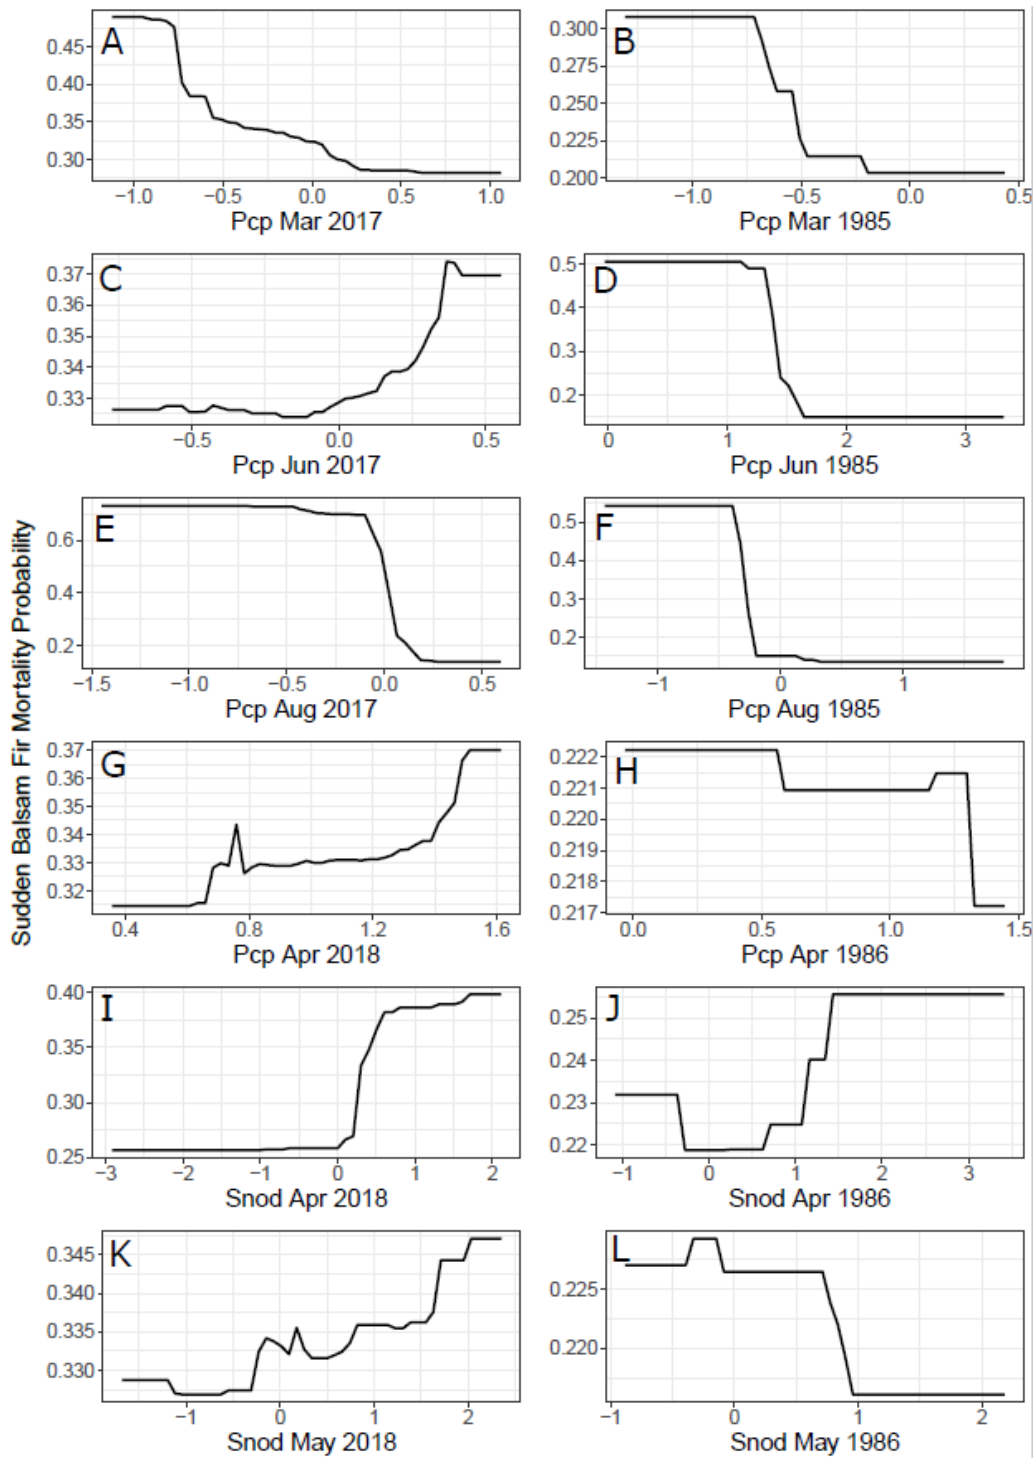 Sudden Balsam Fir Mortality Probability
A
0.45
0.40
0.35
0.30
−1.0 −0.5 0.0 0.5 1.0
Pcp Mar 2017
B
0.300
0.275
0.250
0.225
0.200
−1.0 −0.5 0.0 0.5
Pcp Mar 1985
C
0.37
0.36
0.35
0.34
0.33
−0.5 0.0 0.5
Pcp Jun 2017
D
0.5
0.4
0.3
0.2
0 1 2 3
Pcp Jun 1985
E
0.6
0.4
0.2
−1.5 −1.0 −0.5 0.0 0.5
Pcp Aug 2017
F
0.5
0.4
0.3
0.2
−1 0 1
Pcp Aug 1985
G
0.37
0.36
0.35
0.34
0.33
0.32
0.4 0.8 1.2 1.6
Pcp Apr 2018
H
0.222
0.221
0.220
0.219
0.218
0.217
0.0 0.5 1.0 1.5
Pcp Apr 1986
I
0.40
0.35
0.30
0.25
−3 −2 −1 0 1 2
Snod Apr 2018
J
0.25
0.24
0.23
0.22
−1 0 1 2 3
Snod Apr 1986
K
0.345
0.340
0.335
0.330
−1 0 1 2
Snod May 2018
L
0.225
0.220
−1 0 1 2
Snod May 1986